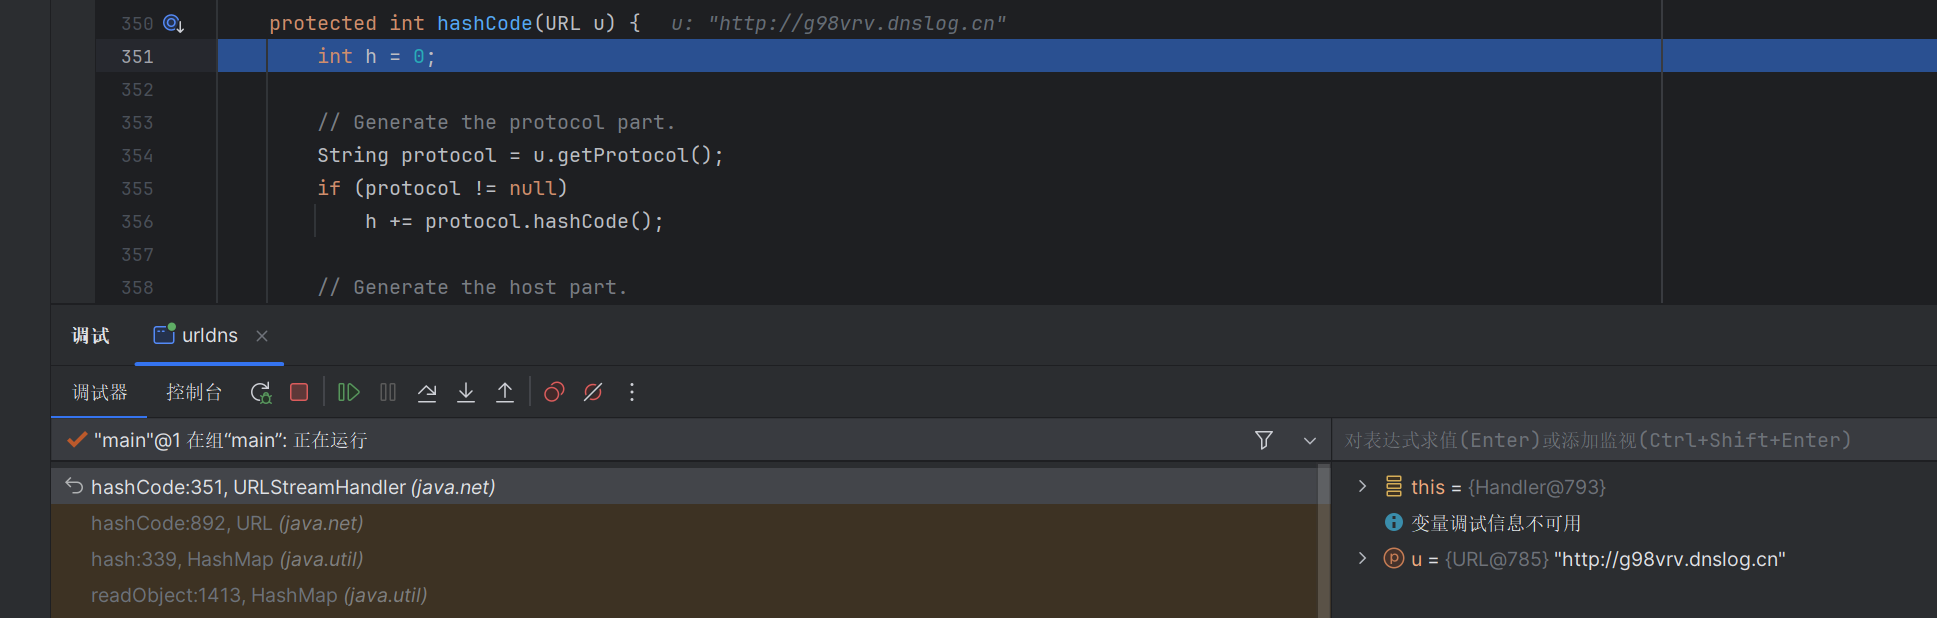 350 protected int hashCode(URL u) { u: "http://g98vrv.dnslog.cn"
351 int h = 0;
352
353 // Generate the protocol part.
354 String protocol = u.getProtocol();
355 if (protocol != null)
356 h += protocol.hashCode();
357
358 // Generate the host part.
调试 urldns
调试器 控制台
"main"@1 在组“main”: 正在运行
对表达式求值(Enter)或添加监视(Ctrl+Shift+Enter)
hashCode:351, URLStreamHandler (java.net)
hashCode:892, URL (java.net)
hash:339, HashMap (java.util)
readObject:1413, HashMap (java.util)
this = {Handler@793}
变量调试信息不可用
u = {URL@785} "http://g98vrv.dnslog.cn"